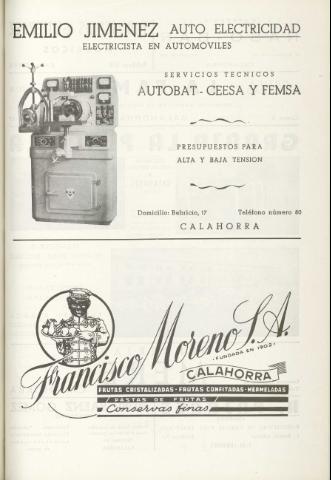 EMILIO JIMENEZ AUTO ELECTRICIDAD
ELECTRICISTA EN AUTOMOVILES
SERVICIOS TECNICOS
AUTOBAT - CEESA Y FEMSA
PRESUPUESTOS PARA
ALTA Y BAJA TENSION
Domicilio: Bebricio, 17 Teléfono número 80
CALAHORRA
Francisco Moreno S.A.
FUNDADA EN 1902
CALAHORRA
FRUTAS CRISTALIZADAS-FRUTAS CONFITADAS-MERMELADAS
PASTAS DE FRUTAS
Conservas finas